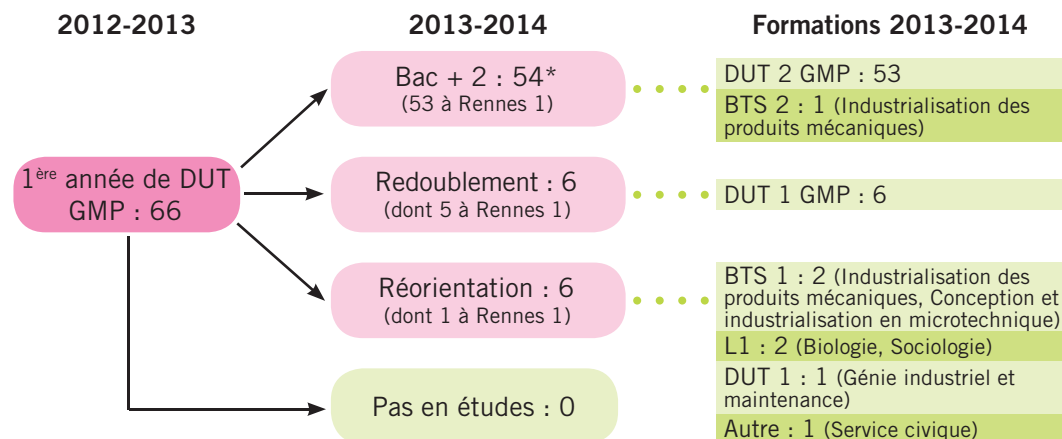 2012-2013
2013-2014
Formations 2013-2014
1ère année de DUT
GMP : 66
Bac + 2 : 54*
(53 à Rennes 1)
DUT 2 GMP : 53
BTS 2 : 1 (Industrialisation des
produits mécaniques)
Redoublement : 6
(dont 5 à Rennes 1)
DUT 1 GMP : 6
Réorientation : 6
(dont 1 à Rennes 1)
BTS 1 : 2 (Industrialisation des
produits mécaniques, Conception et
industrialisation en microtechnique)
L1 : 2 (Biologie, Sociologie)
DUT 1 : 1 (Génie industriel et
maintenance)
Autre : 1 (Service civique)
Pas en études : 0